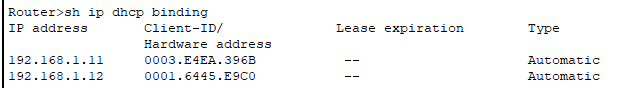 Router>sh ip dhcp binding
IP address       Client-ID/              Lease expiration        Type
                 Hardware address
192.168.1.11     0003.E4EA.396B           --                     Automatic
192.168.1.12     0001.6445.E9C0           --                     Automatic